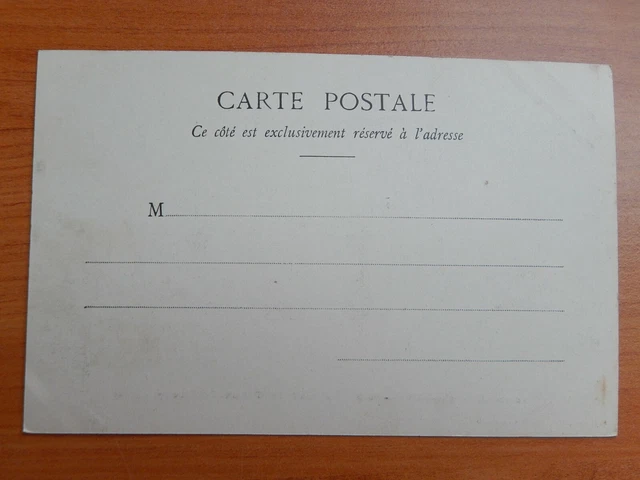 CARTE POSTALE
Ce côté est exclusivement réservé à l'adresse
M